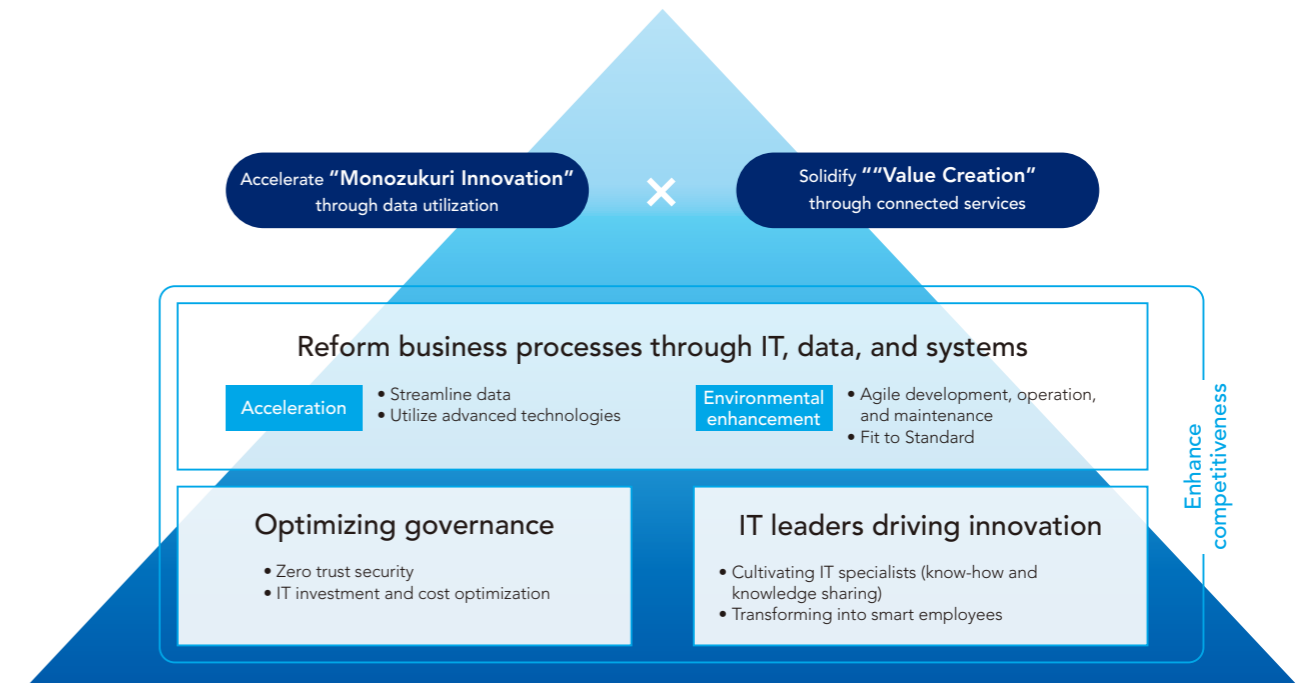 Accelerate “Monozukuri Innovation”
through data utilization
×
Solidify ““Value Creation”
through connected services
Reform business processes through IT, data, and systems
Acceleration
• Streamline data
• Utilize advanced technologies
Environmental
enhancement
• Agile development, operation,
and maintenance
• Fit to Standard
Optimizing governance
• Zero trust security
• IT investment and cost optimization
IT leaders driving innovation
• Cultivating IT specialists (know-how and
knowledge sharing)
• Transforming into smart employees
Enhance
competitiveness